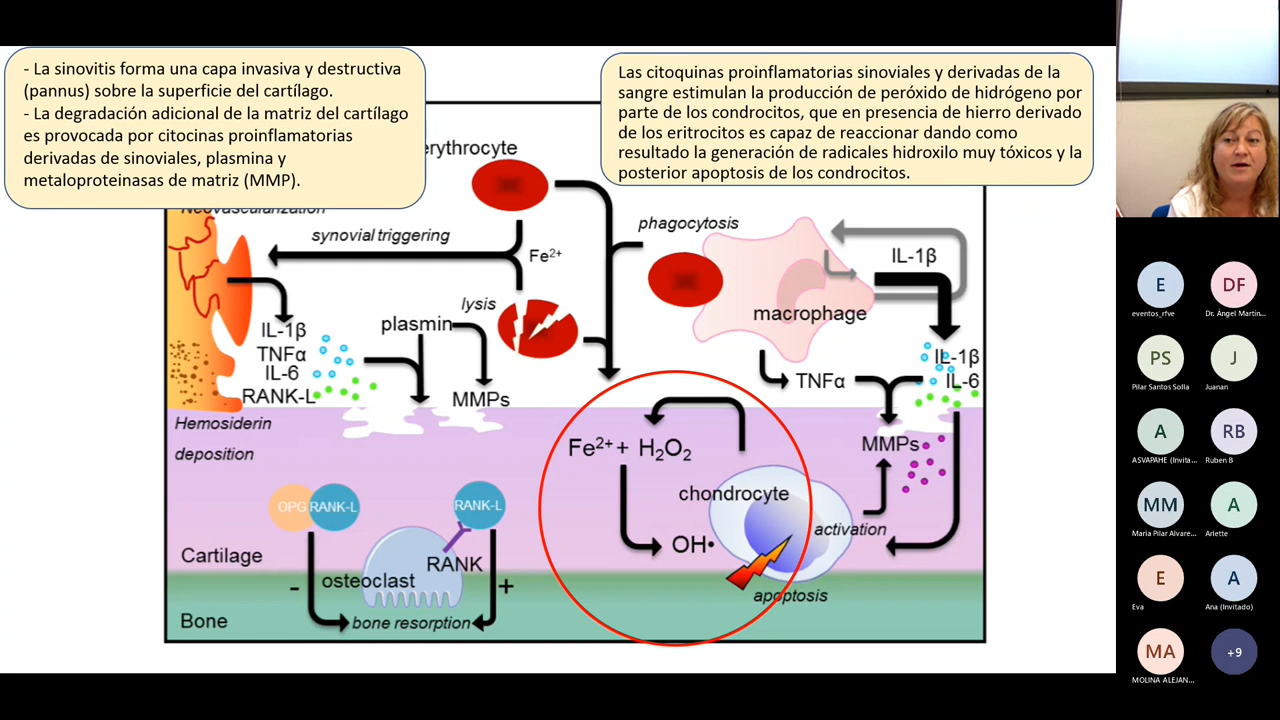 - La sinovitis forma una capa invasiva y destructiva
(pannus) sobre la superficie del cartílago.
- La degradación adicional de la matriz del cartílago
es provocada por citocinas proinflamatorias
derivadas de sinoviales, plasmina y
metaloproteinasas de matriz (MMP).
Las citoquinas proinflamatorias sinoviales y derivadas de la
sangre estimulan la producción de peróxido de hidrógeno por
parte de los condrocitos, que en presencia de hierro derivado
de los eritrocitos es capaz de reaccionar dando como
resultado la generación de radicales hidroxilo muy tóxicos y la
posterior apoptosis de los condrocitos.
erythrocyte
Neovascularization
synovial triggering
Fe²⁺
phagocytosis
IL-1β
macrophage
lysis
plasmin
IL-1β
TNFα
IL-6
RANK-L
MMPs
TNFα
IL-1β
IL-6
Hemosiderin
deposition
Fe²⁺ + H₂O₂
MMPs
chondrocyte
OPG
RANK-L
RANK-L
activation
OH•
Cartilage
RANK
osteoclast
-
+
apoptosis
Bone
bone resorption
E
eventos_rfve
DF
Dr. Ángel Martín...
PS
Pilar Santos Solla
J
Juanan
A
ASVAPAHE (Invita...
RB
Ruben B
MM
Maria Pilar Alvare...
A
Arlette
E
Eva
A
Ana (Invitado)
MA
MOLINA ALEJAN...
+9